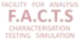 FACILITY FOR ANALYSIS
F.A.C.T.S
CHARACTERISATION
TESTING SIMULATION